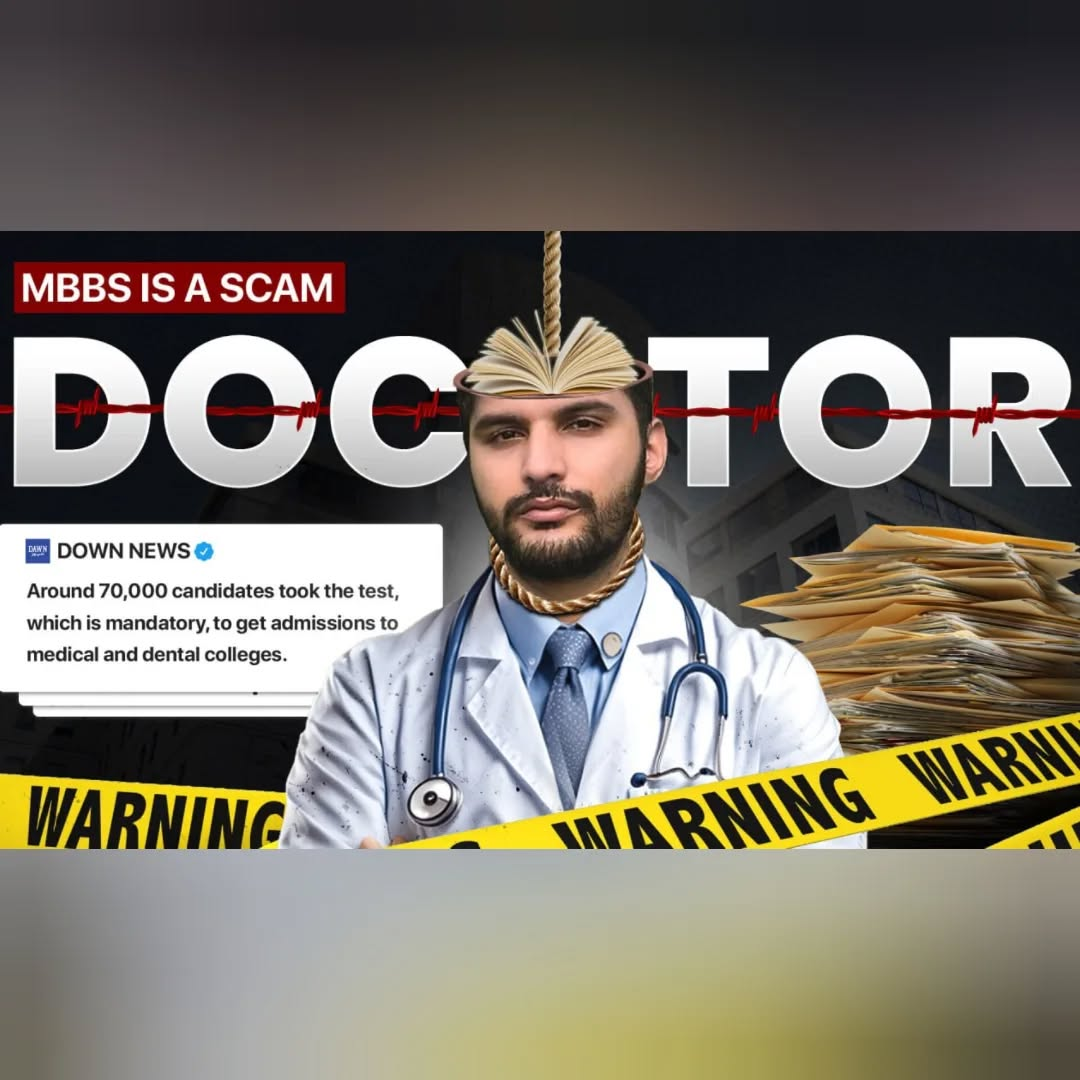 MBBS IS A SCAM
DOCTOR
DAWN
DOWN NEWS
Around 70,000 candidates took the test,
which is mandatory, to get admissions to
medical and dental colleges.
WARNING
WARNING